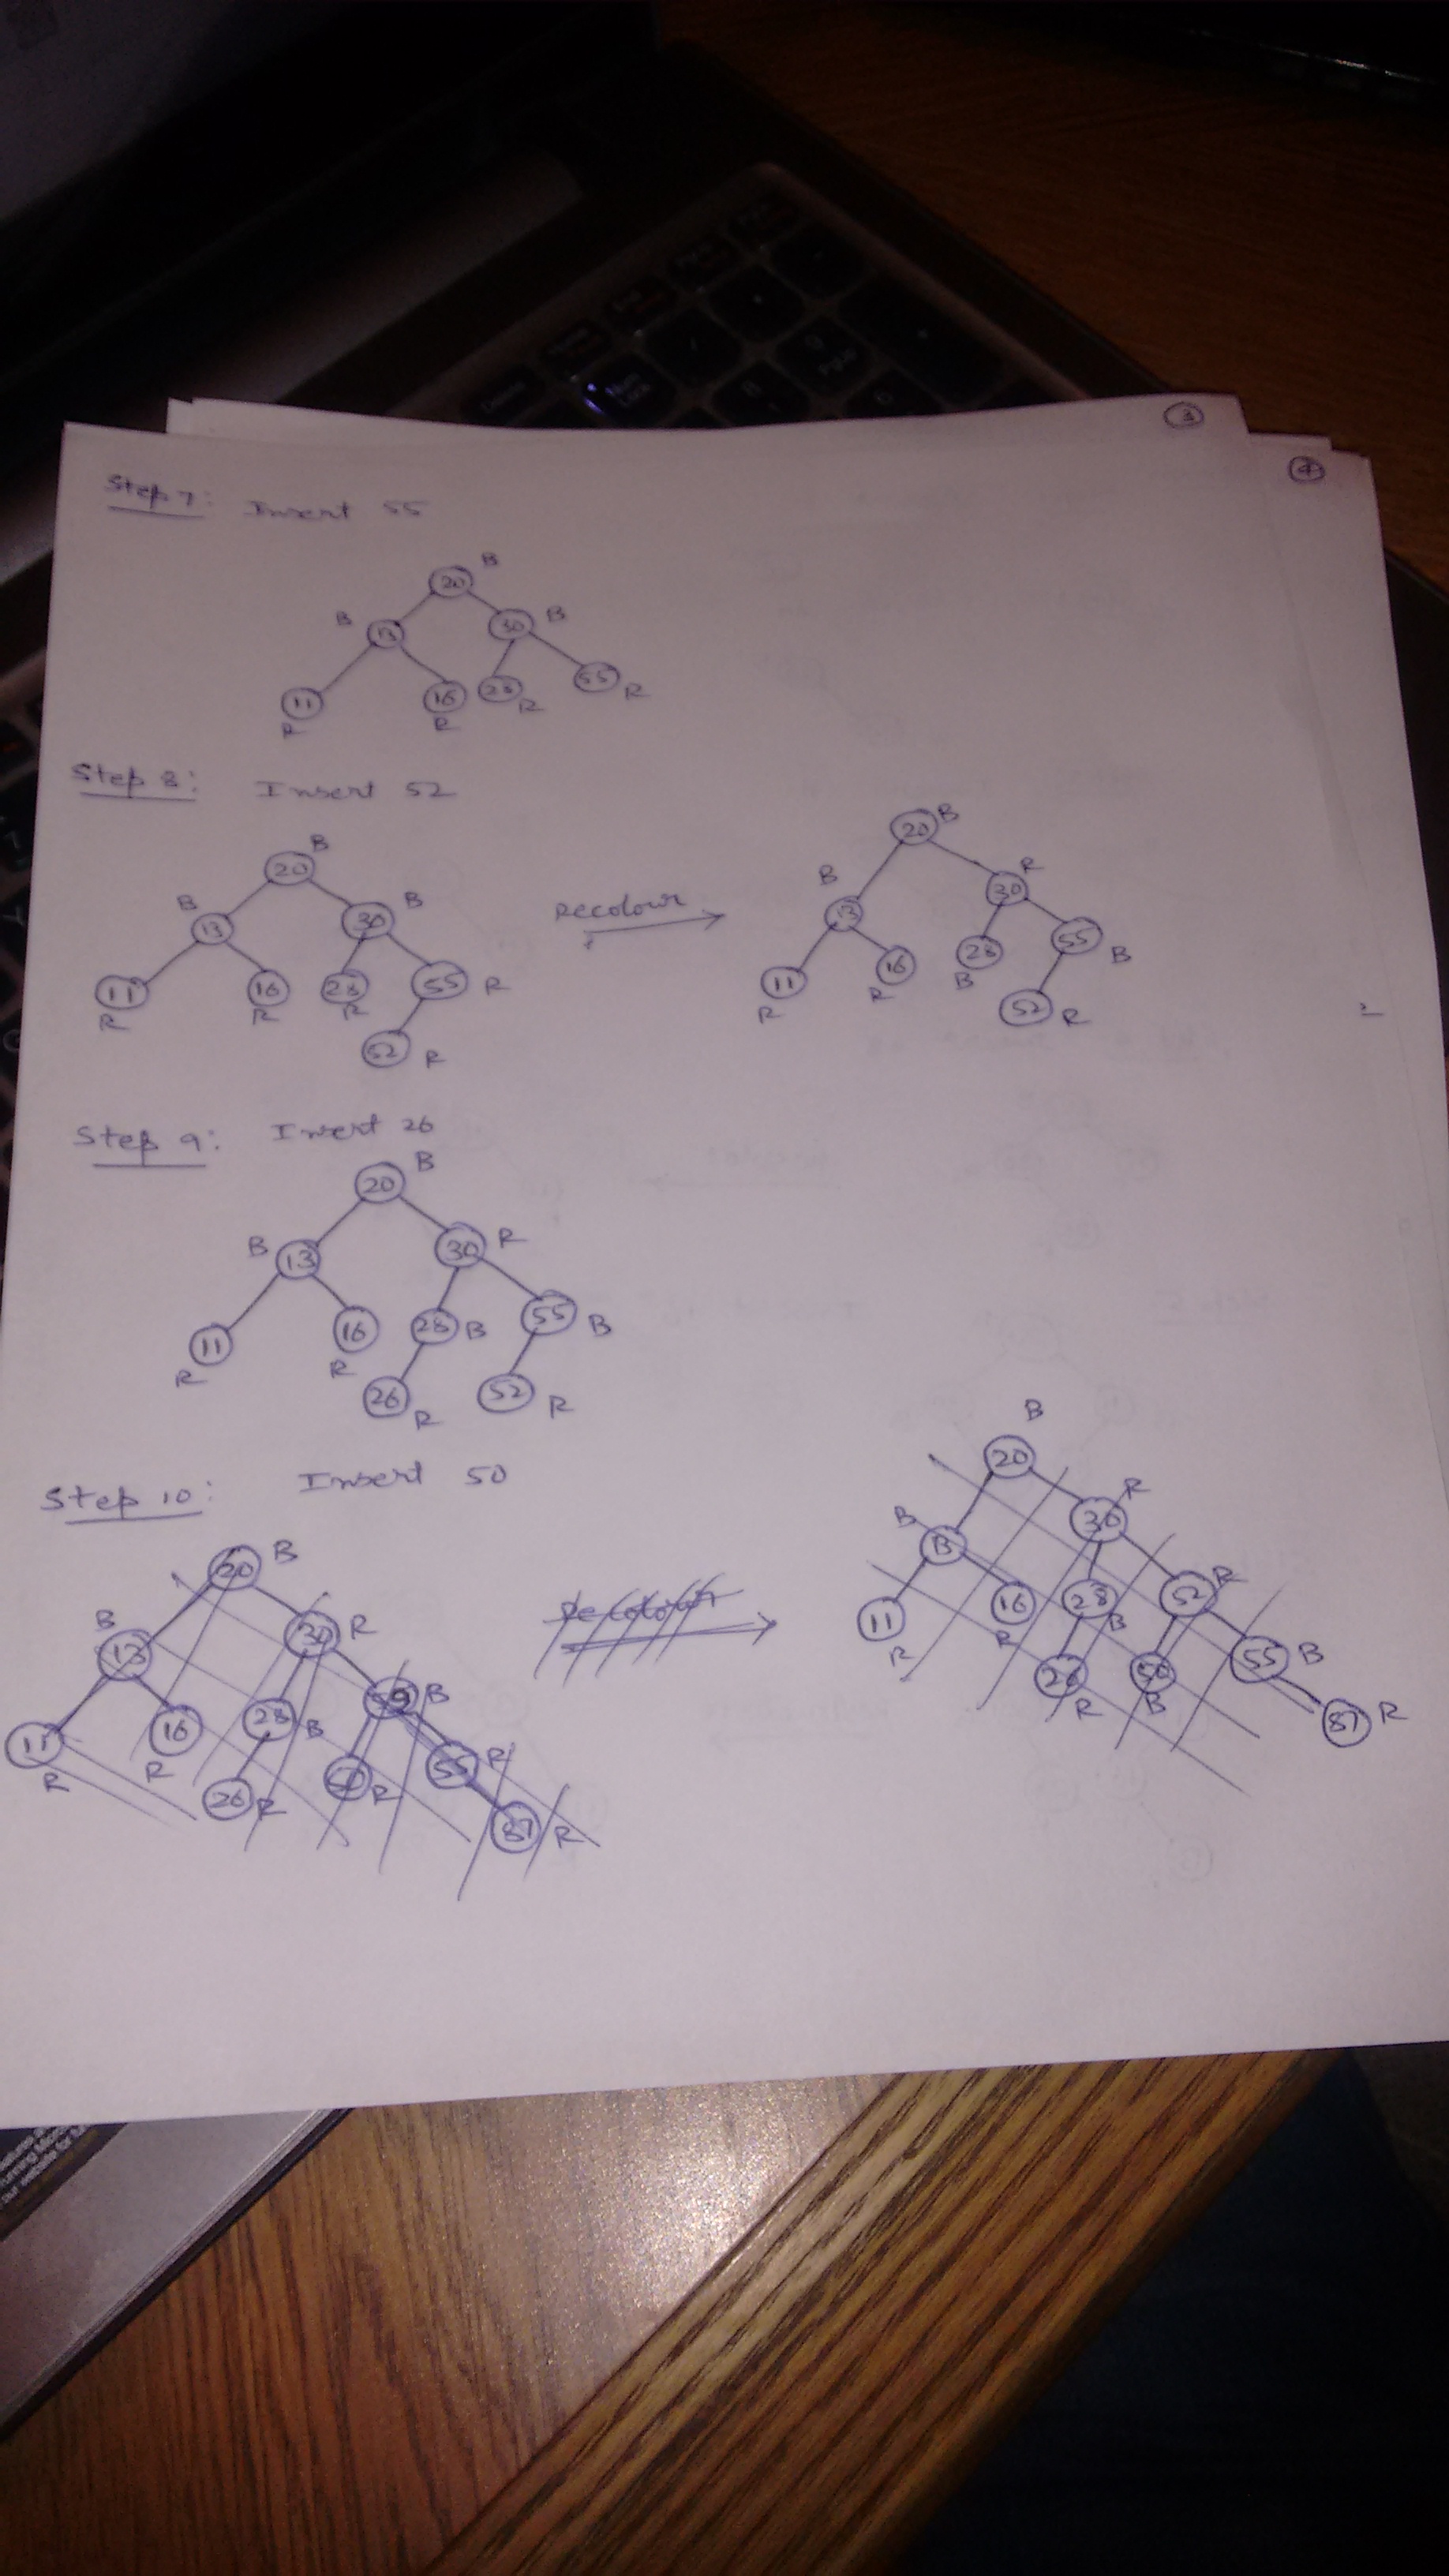 3
4
Step 7: Insert 55
B
20
B 13 30 B
11 16 28 55
R R R R
Step 8: Insert 52
B
20
B 13 30 B
11 16 28 55 R
R R R
52 R
Recolour
20 B
B R
13 30
11 16 28 55 B
R R B
52 R
Step 9: Insert 26
B
20
B 13 30 R
11 16 28 B 55 B
R R
26 R 52 R
Step 10: Insert 50
20 B
B 13 30 R
11 16 28 B B
R R
26 R R 55 R
87 R
Recolour
B
20
R
B 13 30
11 16 28 52 R
R R B
26 50 55 B
R B
87 R